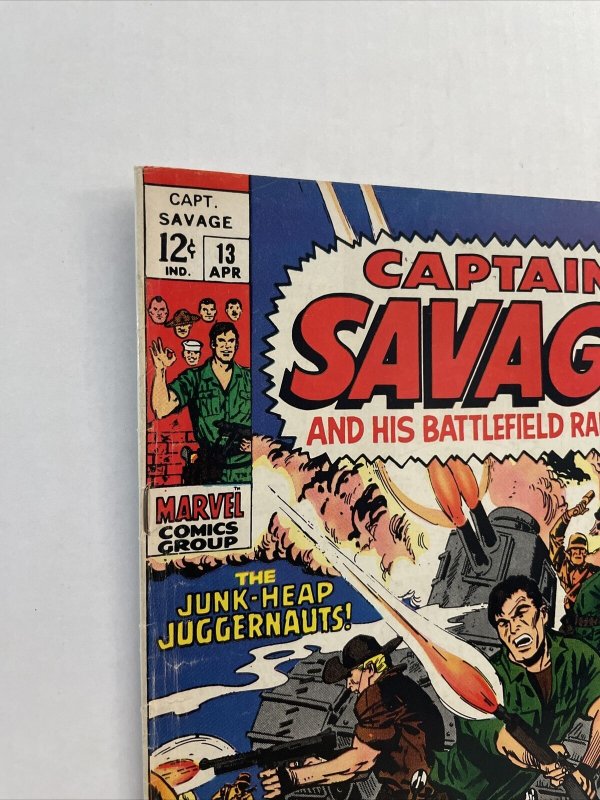 CAPT.
SAVAGE
12¢ 13
IND. APR
CAPTAIN
SAVAG
AND HIS BATTLEFIELD RA
MARVEL
COMICS
GROUP
THE
JUNK-HEAP
JUGGERNAUTS!